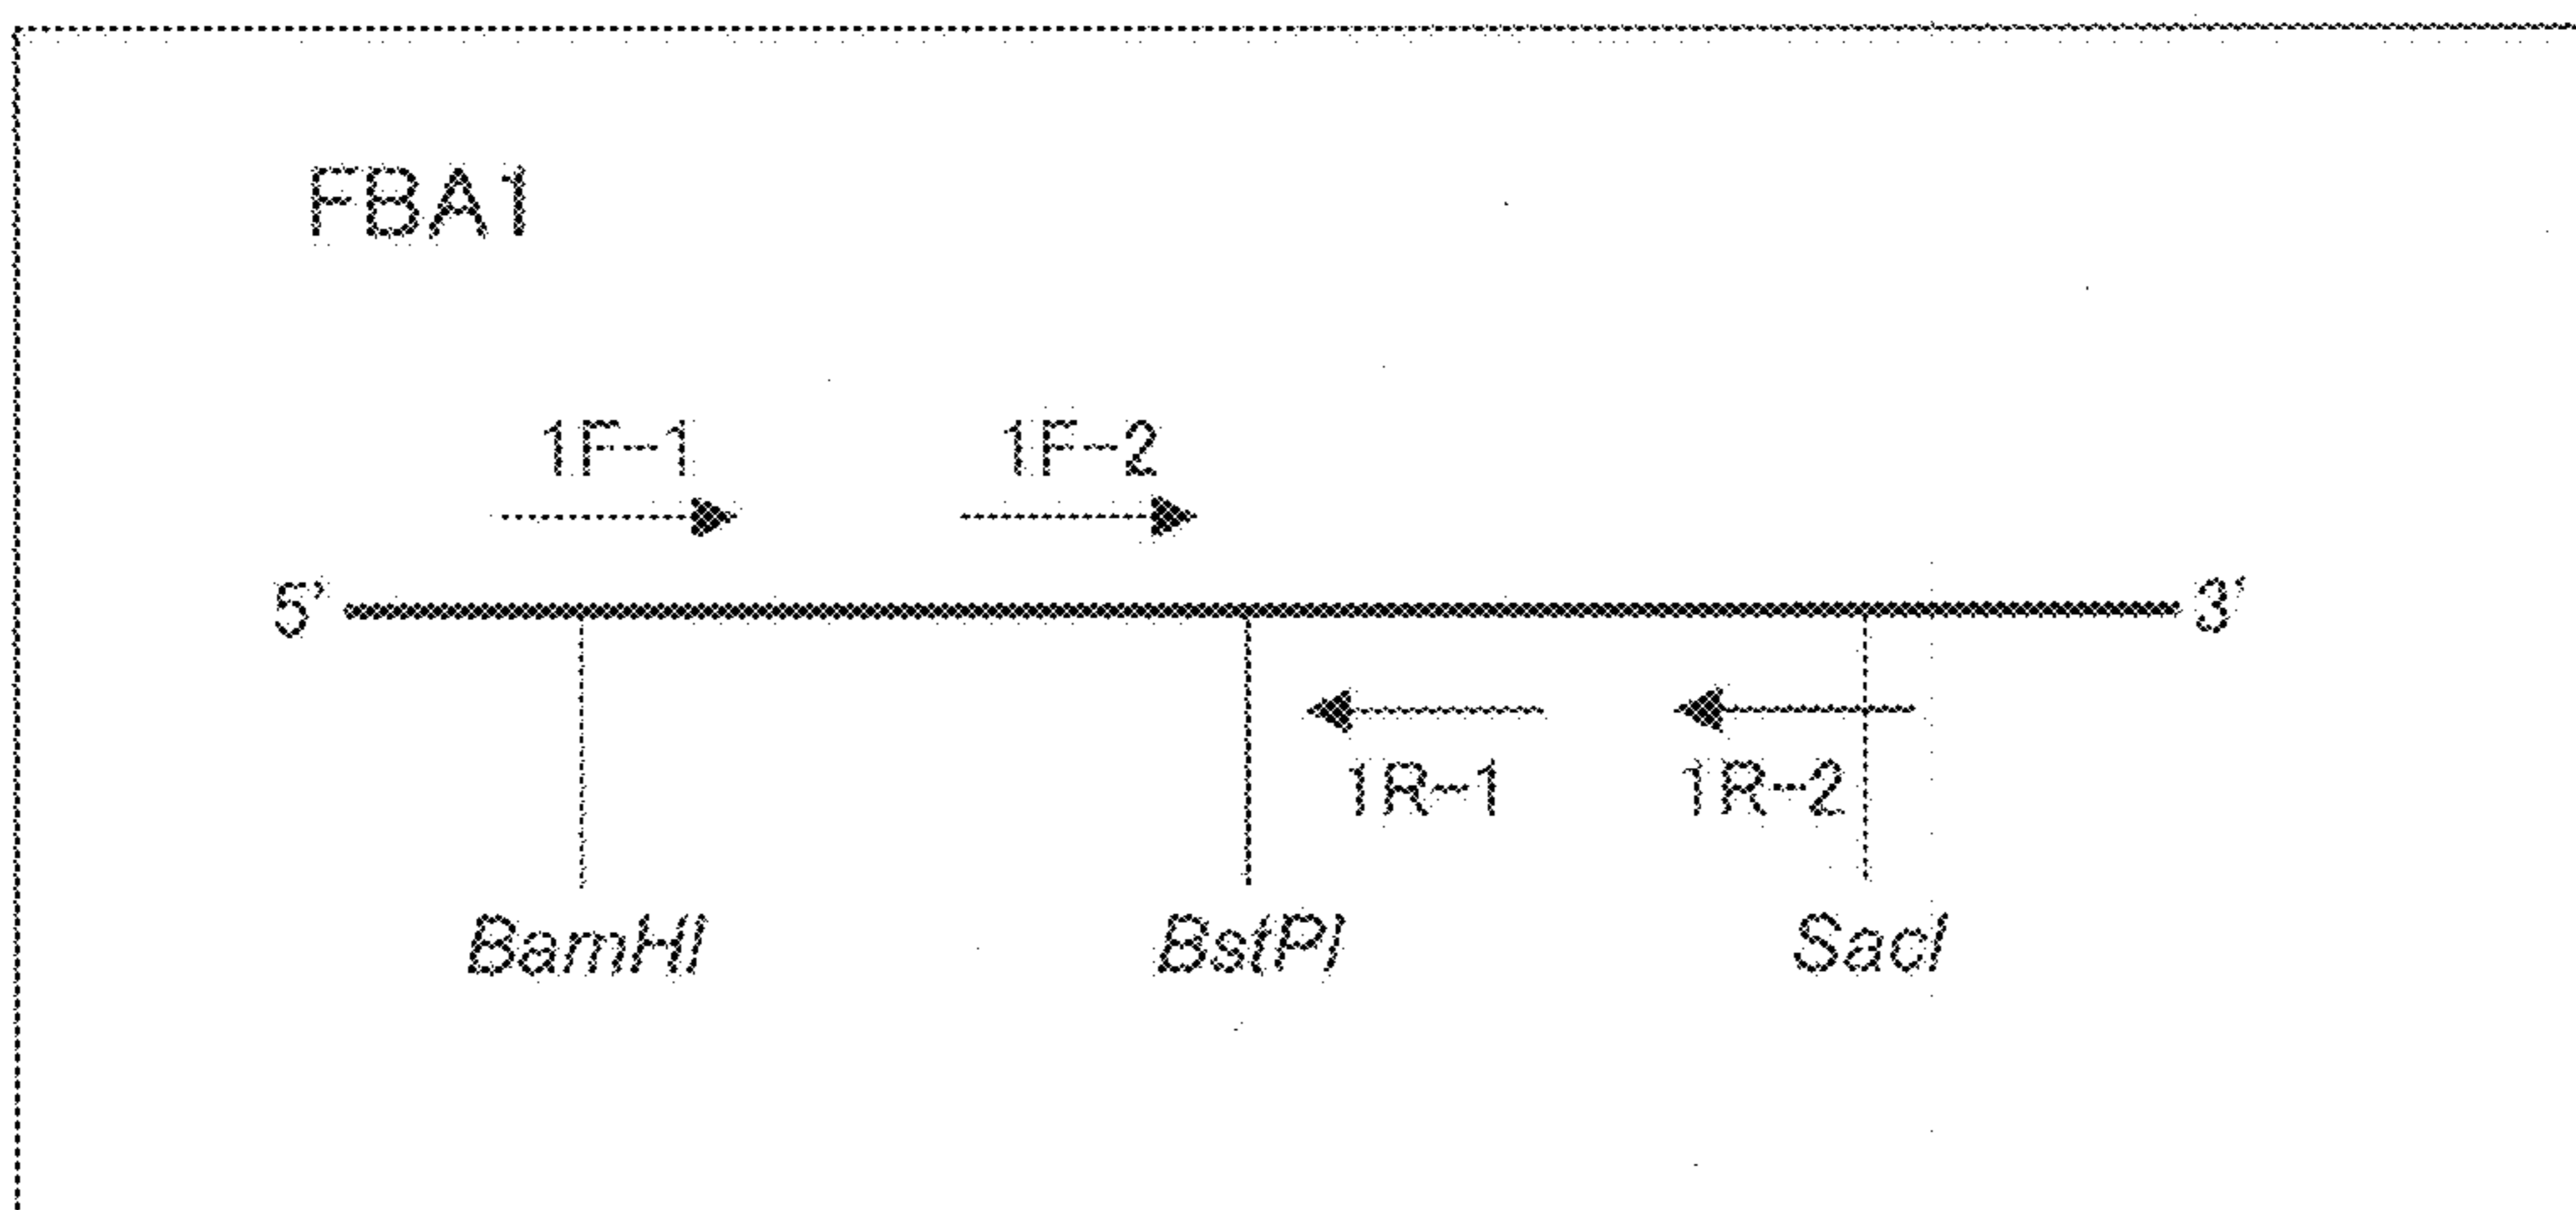 FBA1
1F-1 1F-2
5' 3'
1R-1 1R-2
BamHI BstPI SacI